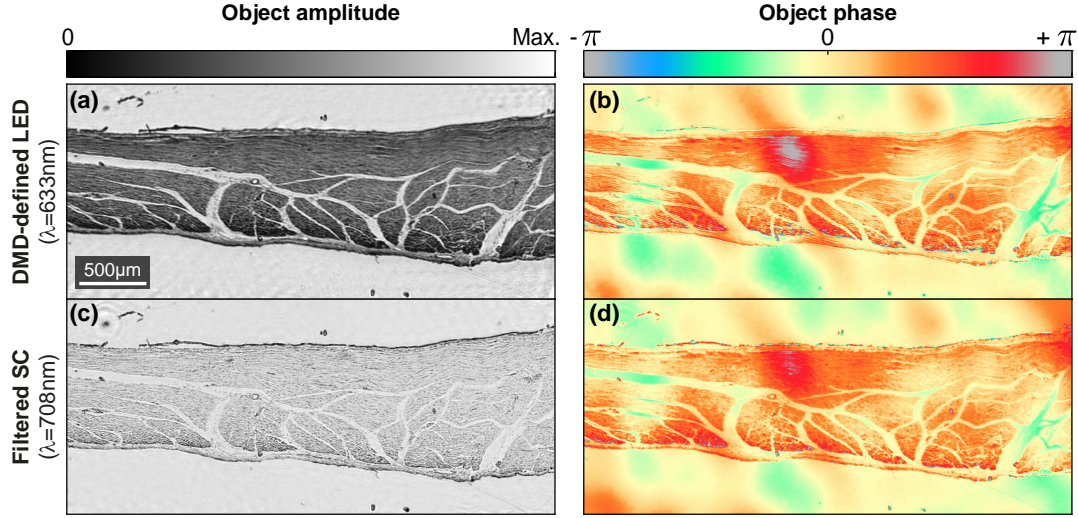 Object amplitude
Object phase
0 Max.
- π 0 + π
DMD-defined LED
(λ=633nm)
(a)
(b)
500µm
Filtered SC
(λ=708nm)
(c)
(d)